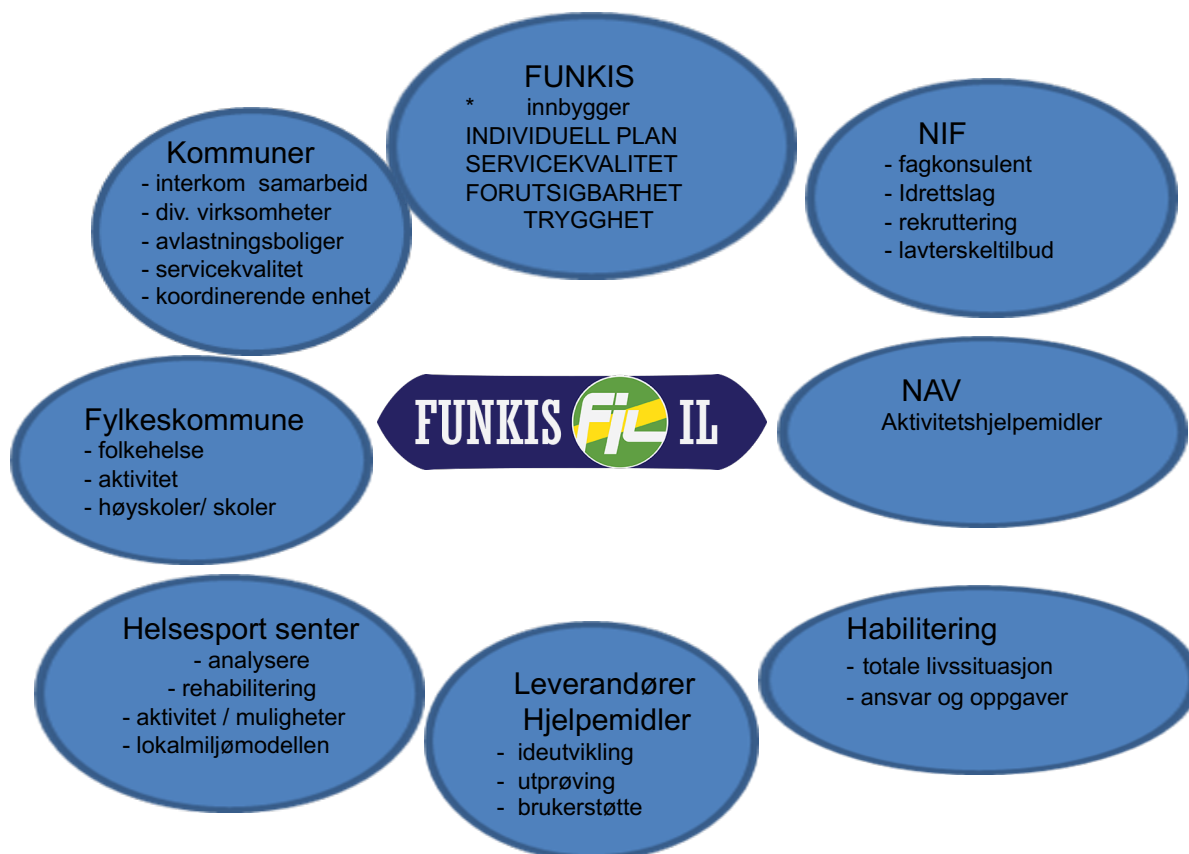 FUNKIS
* innbygger
INDIVIDUELL PLAN
SERVICEKVALITET
FORUTSIGBARHET
TRYGGHET
Kommuner
- interkom samarbeid
- div. virksomheter
- avlastningsboliger
- servicekvalitet
- koordinerende enhet
NIF
- fagkonsulent
- Idrettslag
- rekruttering
- lavterskeltilbud
Fylkeskommune
- folkehelse
- aktivitet
- høyskoler/ skoler
FUNKIS FIL IL
NAV
Aktivitetshjelpemidler
Helsesport senter
- analysere
- rehabilitering
- aktivitet / muligheter
- lokalmiljømodellen
Leverandører
Hjelpemidler
- ideutvikling
- utprøving
- brukerstøtte
Habilitering
- totale livssituasjon
- ansvar og oppgaver